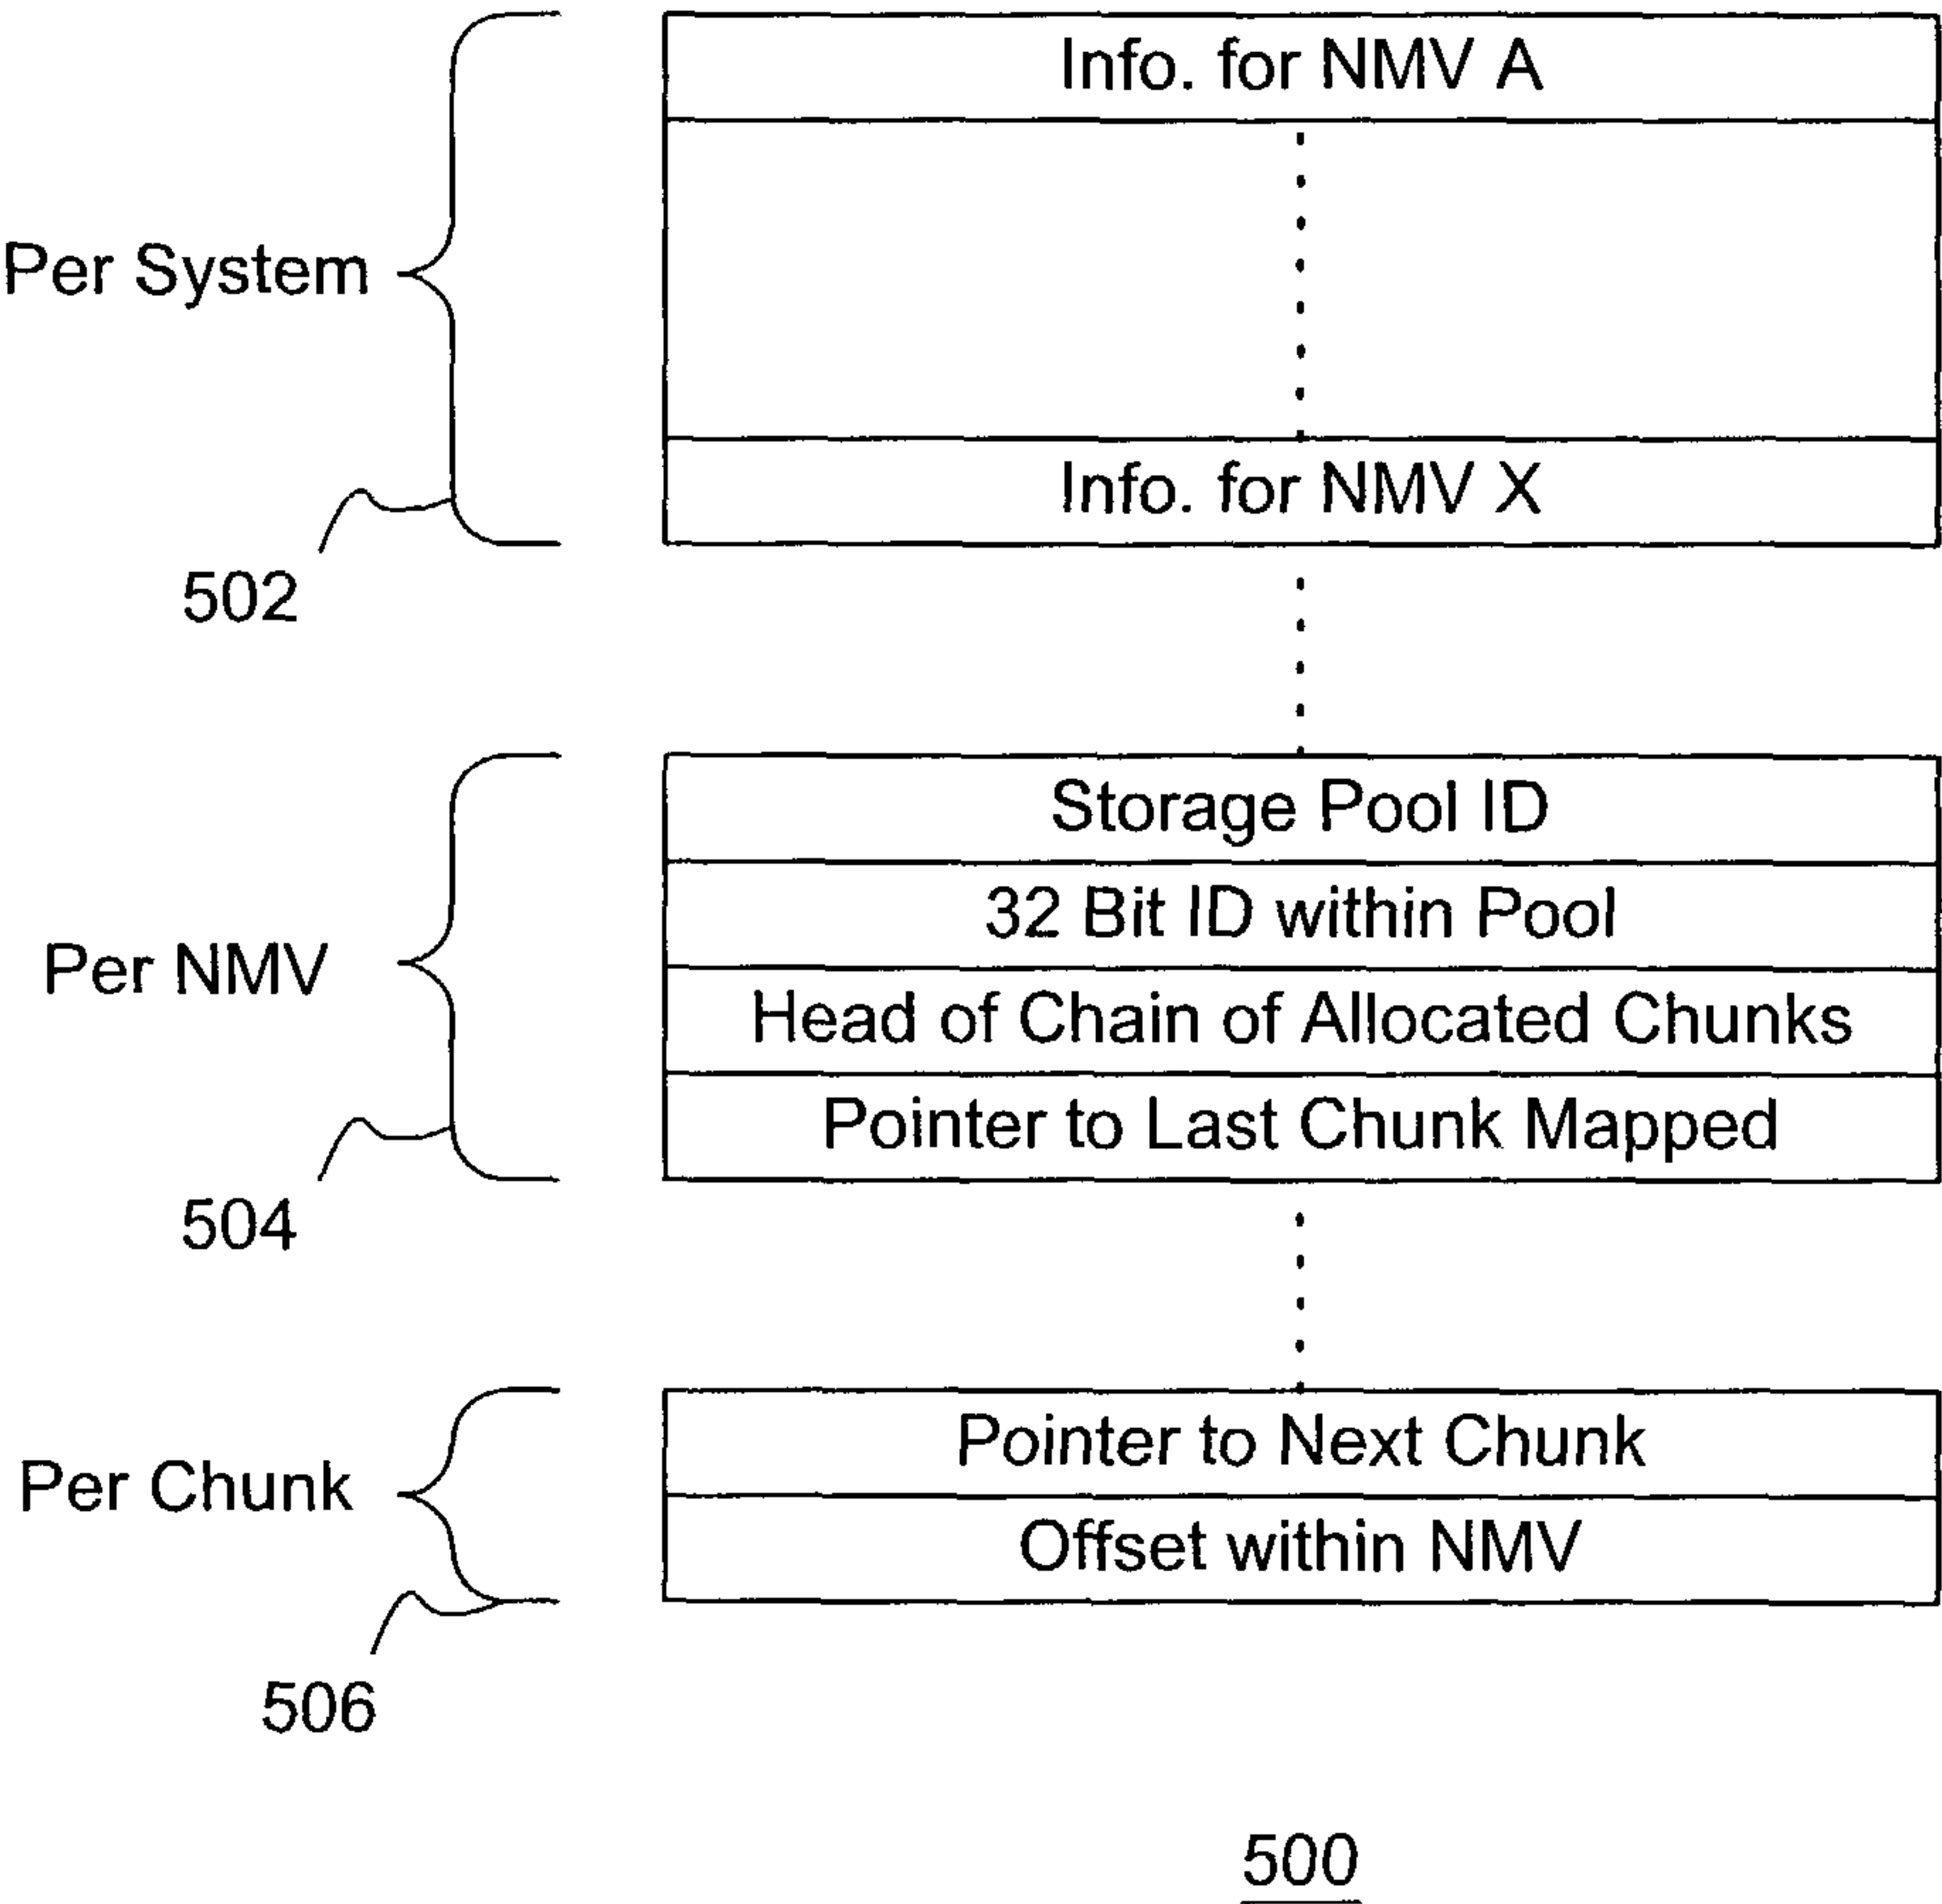 Info. for NMV A
Per System
Info. for NMV X
502
Storage Pool ID
32 Bit ID within Pool
Per NMV
Head of Chain of Allocated Chunks
Pointer to Last Chunk Mapped
504
Pointer to Next Chunk
Per Chunk
Offset within NMV
506
500